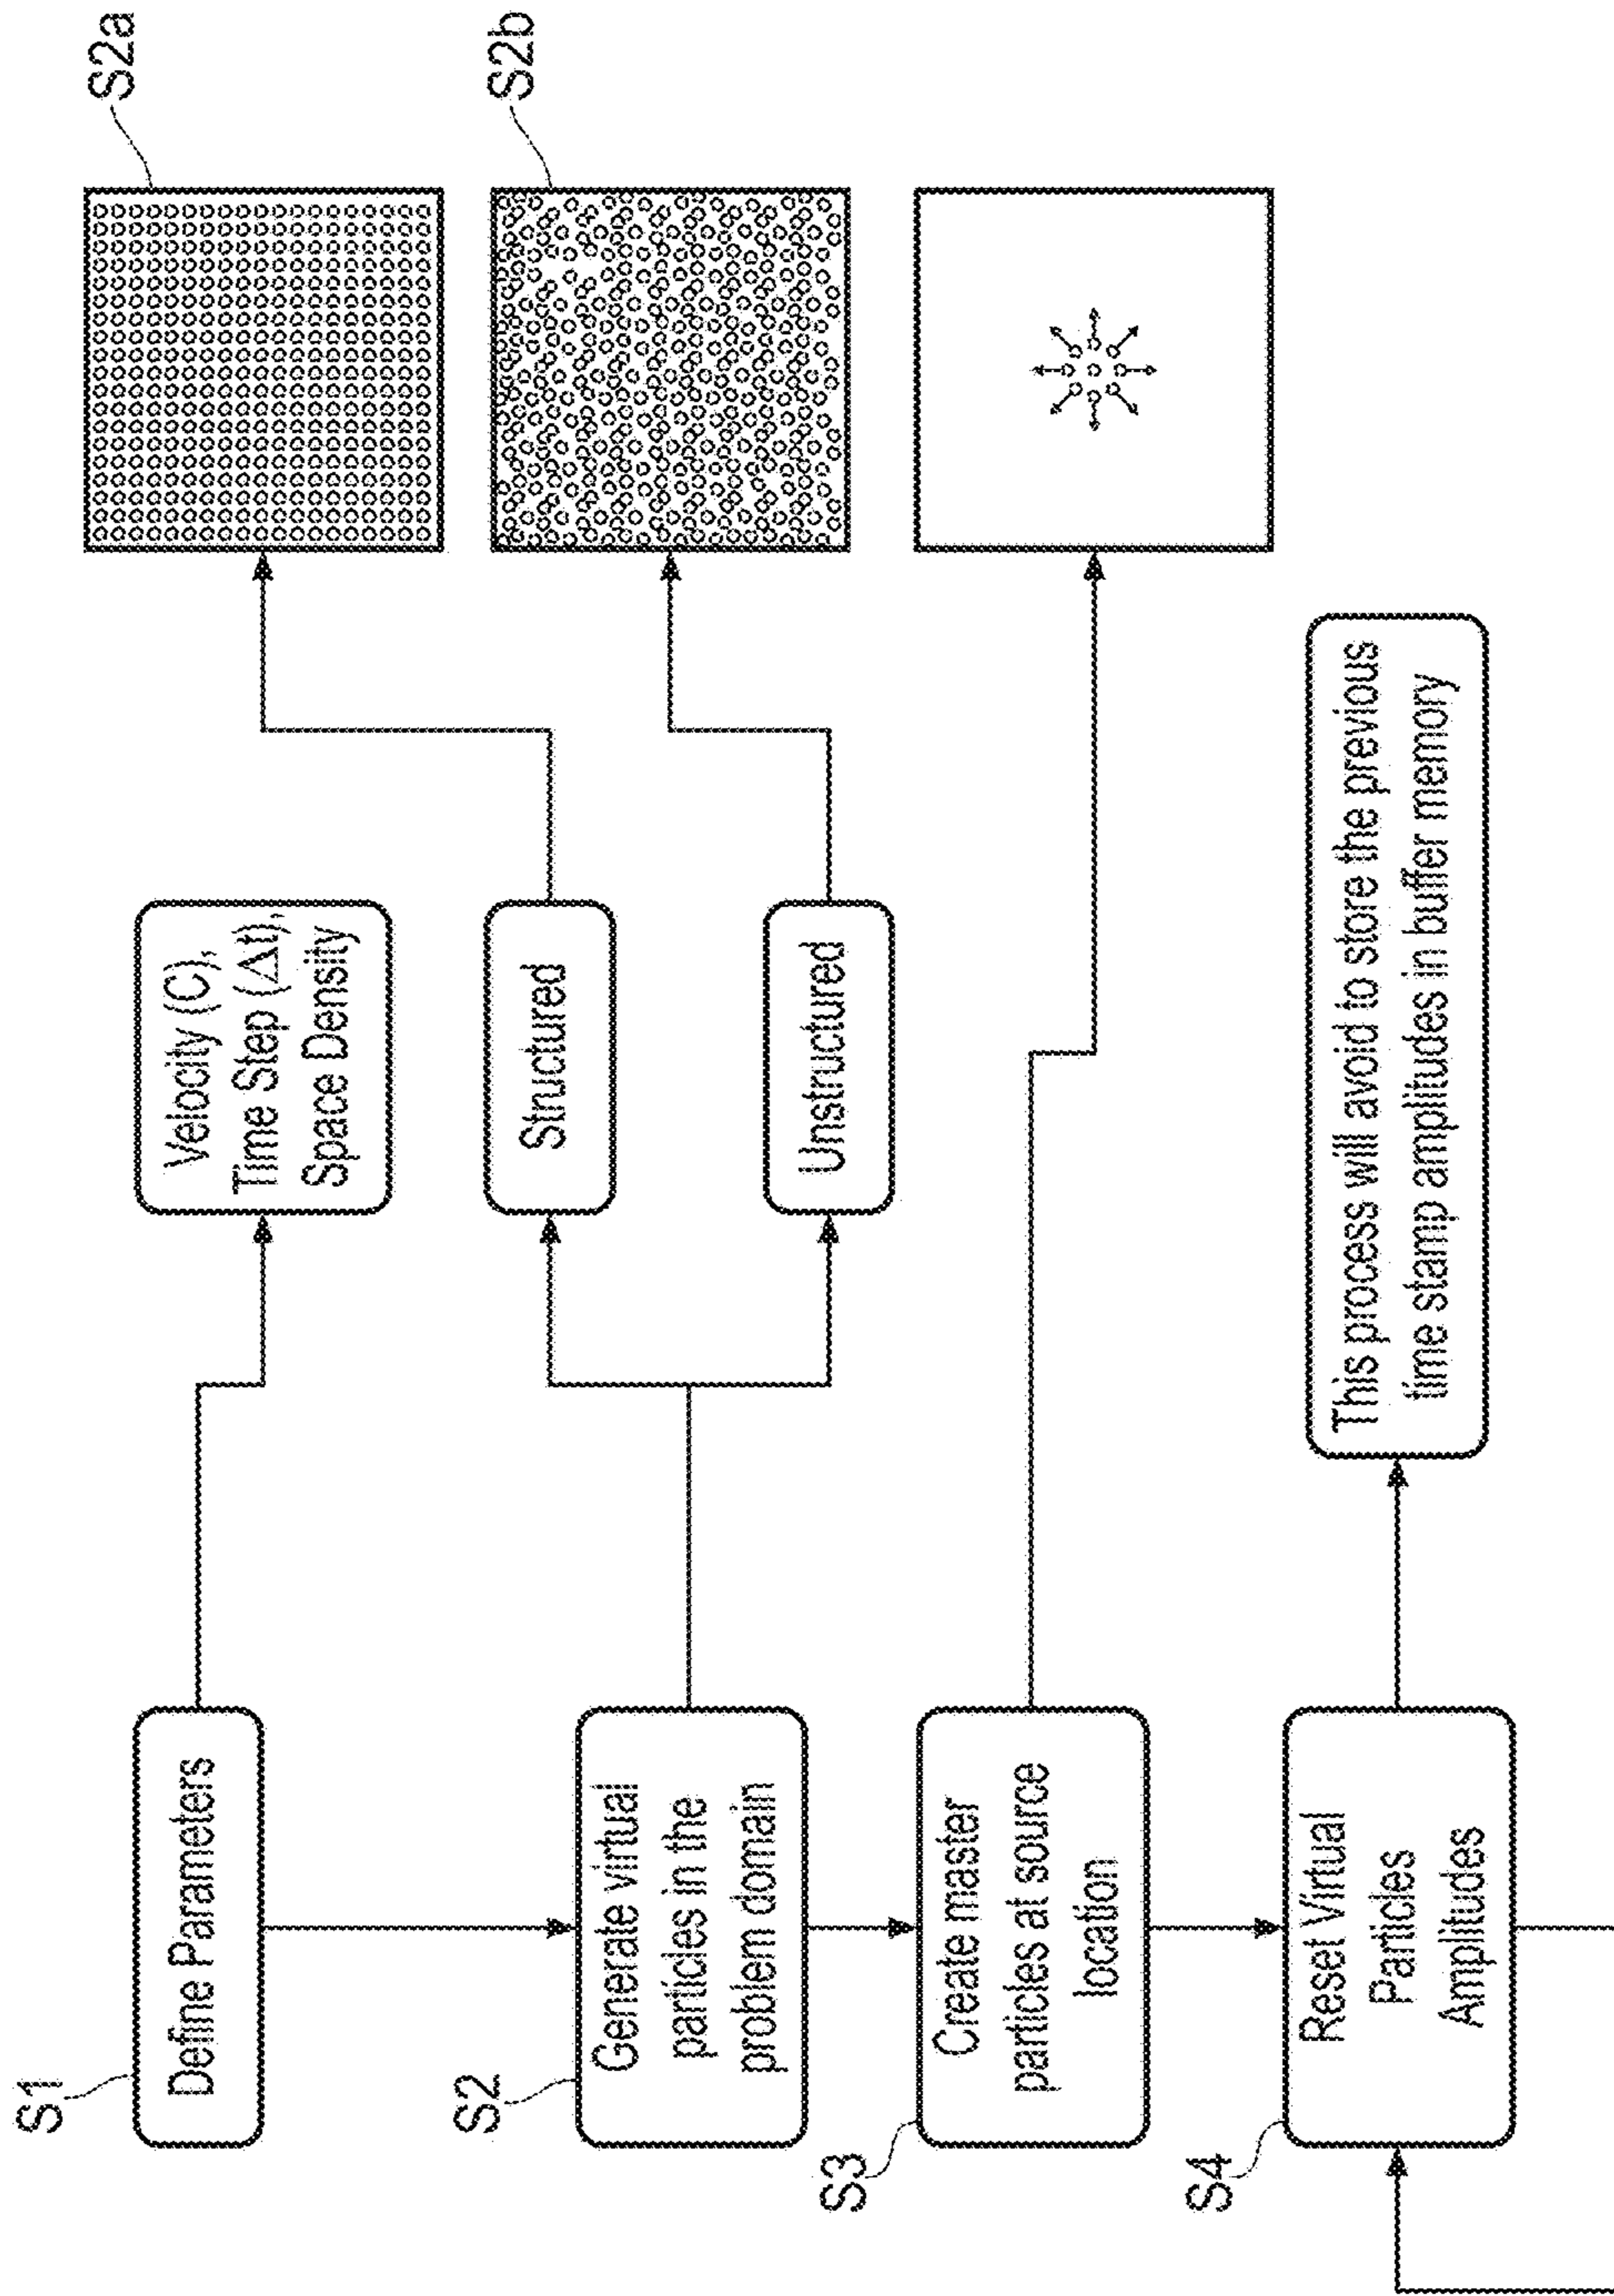 S1
Define Parameters
Velocity (C),
Time Step (Δt),
Space Density
S2
Generate virtual
particles in the
problem domain
Structured
Unstructured
S2a
S2b
S3
Create master
particles at source
location
S4
Reset Virtual
Particles
Amplitudes
This process will avoid to store the previous
time stamp amplitudes in buffer memory